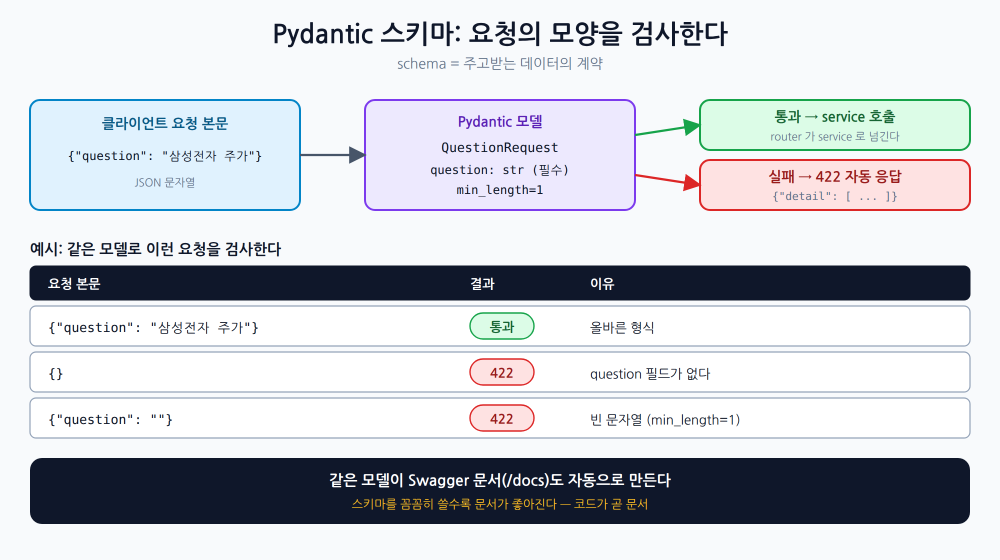 Pydantic 스키마: 요청의 모양을 검사한다
schema = 주고받는 데이터의 계약
클라이언트 요청 본문
{"question": "삼성전자 주가"}
JSON 문자열
Pydantic 모델
QuestionRequest
question: str (필수)
min_length=1
통과 → service 호출
router 가 service 로 넘긴다
실패 → 422 자동 응답
{"detail": [ ... ]}
예시: 같은 모델로 이런 요청을 검사한다
요청 본문 결과 이유
{"question": "삼성전자 주가"} 통과 올바른 형식
{} 422 question 필드가 없다
{"question": ""} 422 빈 문자열 (min_length=1)
같은 모델이 Swagger 문서(/docs)도 자동으로 만든다
스키마를 꼼꼼히 쓸수록 문서가 좋아진다 — 코드가 곧 문서